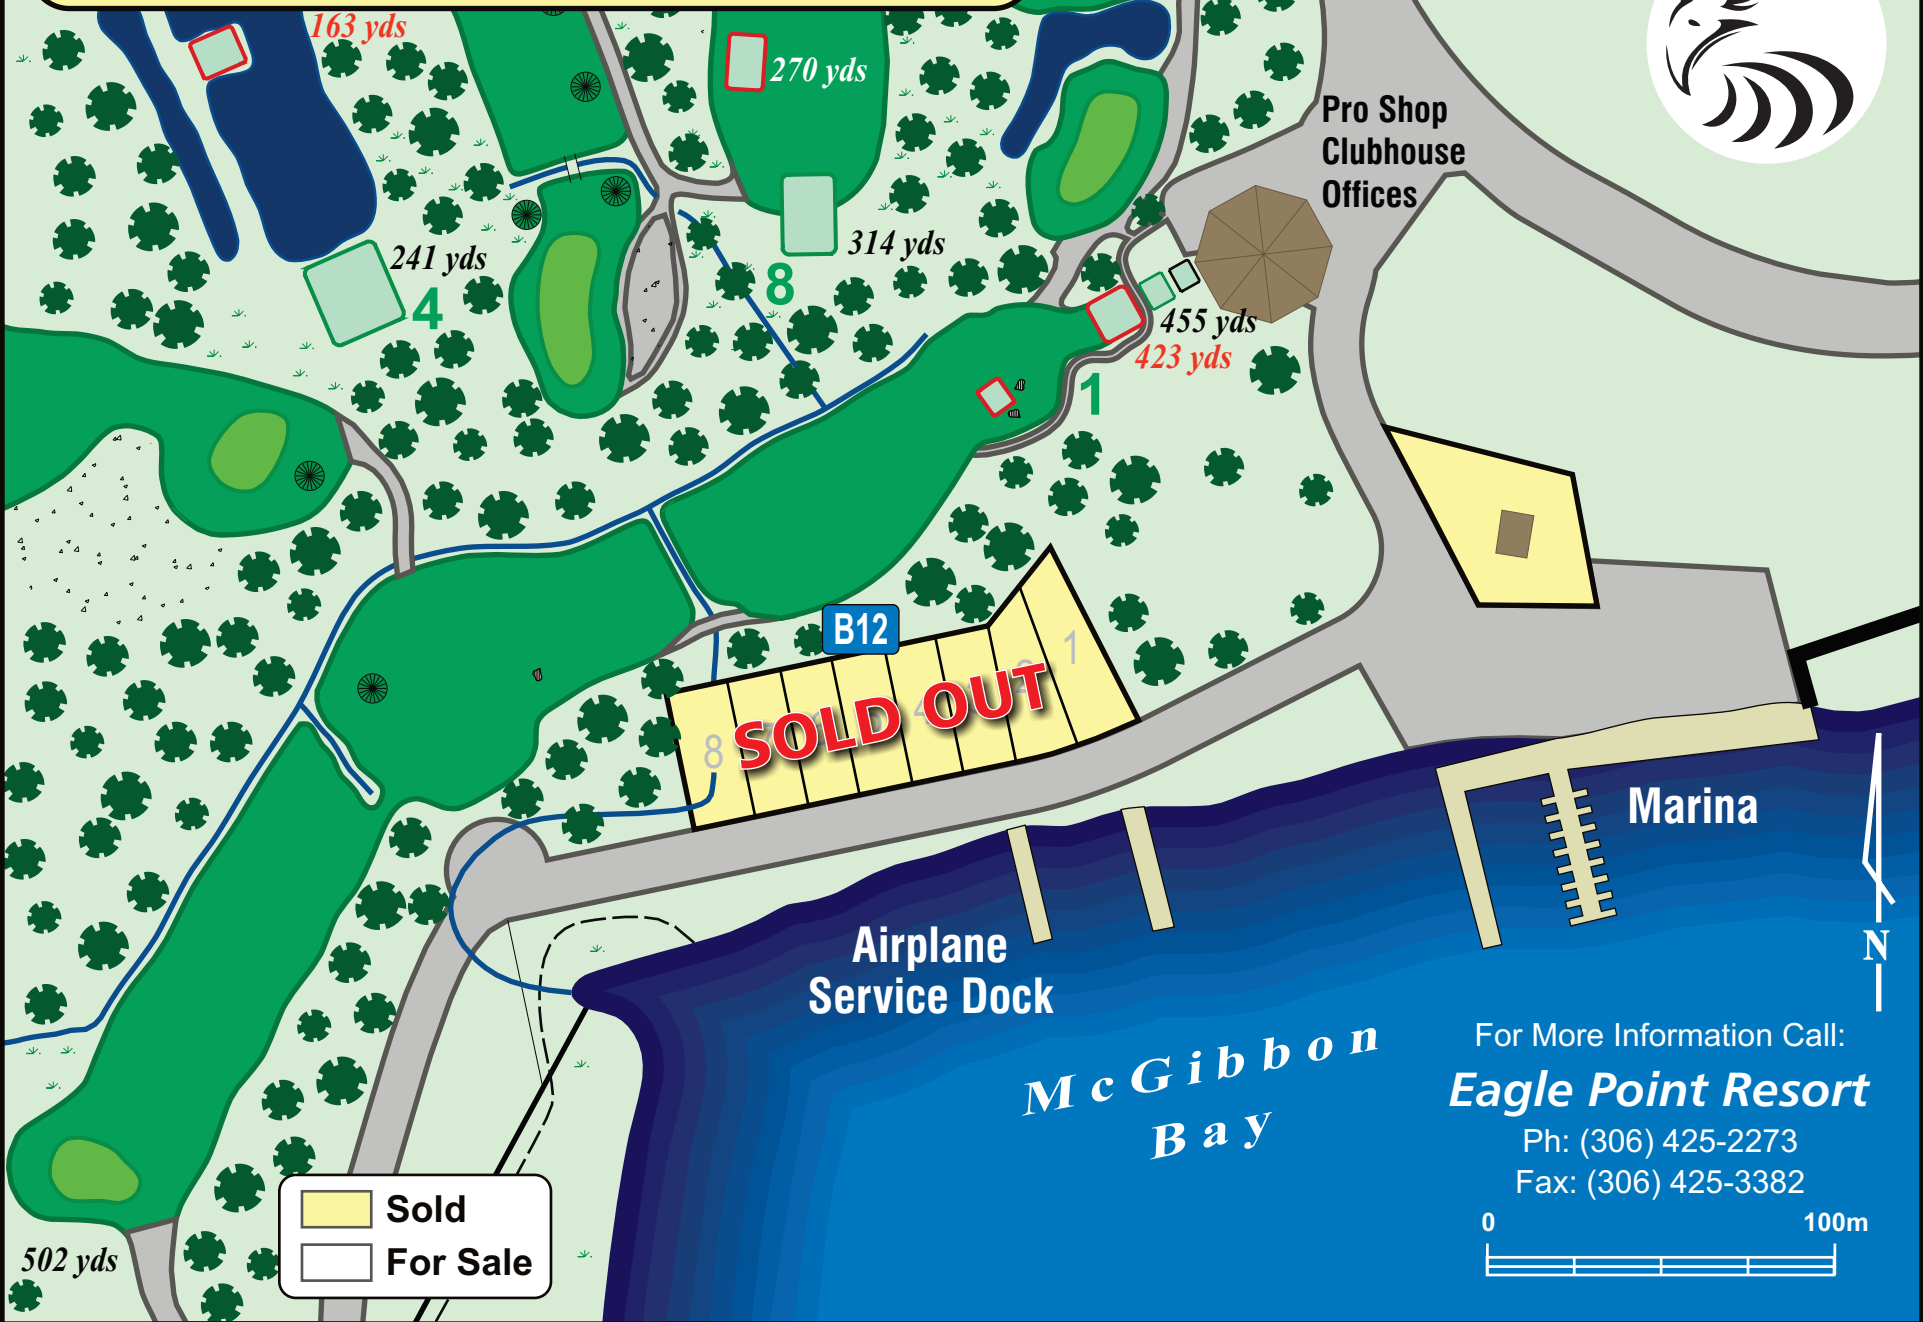 163 yds
270 yds
Pro Shop
Clubhouse
Offices
241 yds
4
8
314 yds
455 yds
423 yds
1
B12
1
2
4
8
SOLD OUT
Marina
Airplane
Service Dock
N
McGibbon
Bay
For More Information Call:
Eagle Point Resort
Ph: (306) 425-2273
Fax: (306) 425-3382
0 100m
Sold
For Sale
502 yds